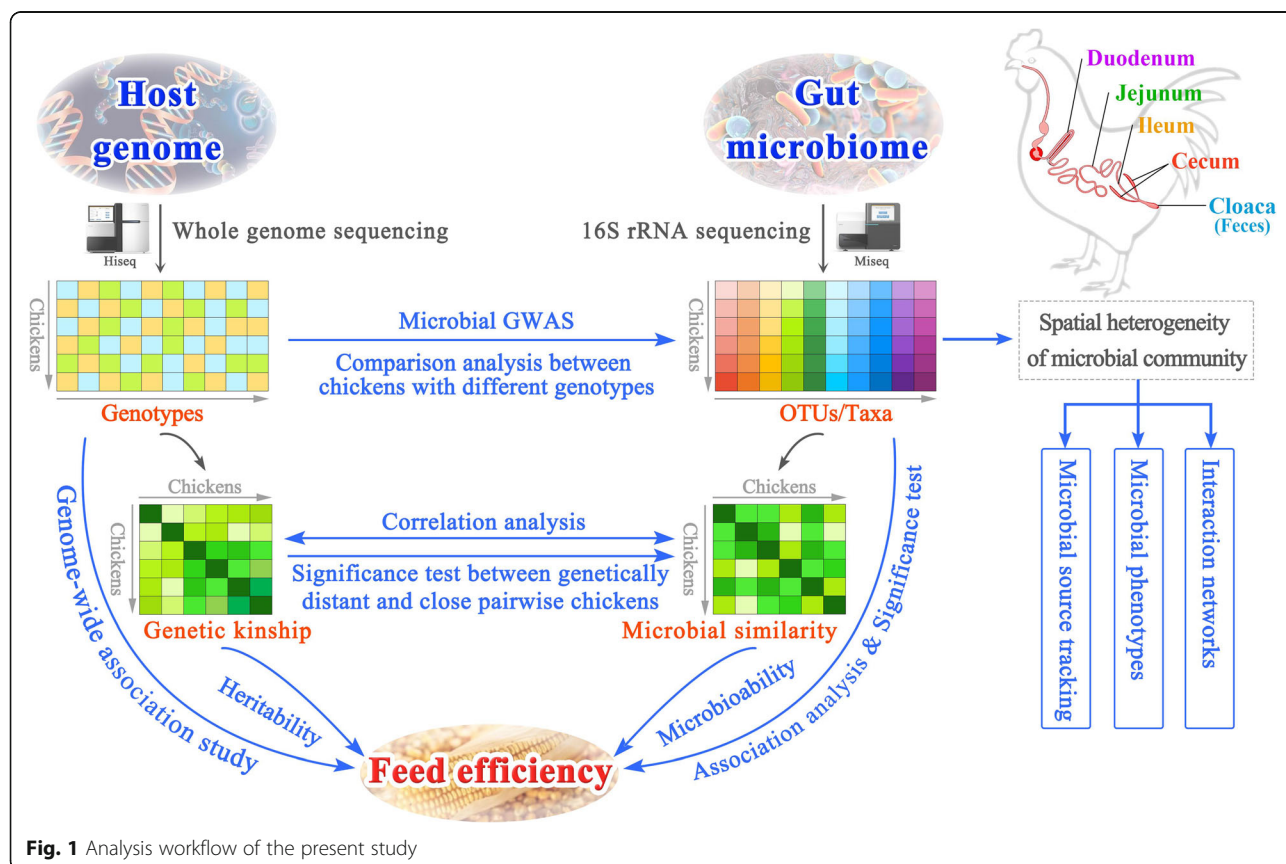 Host
genome
Gut
microbiome
Duodenum
Jejunum
Ileum
Cecum
Cloaca
(Feces)
Whole genome sequencing
Hiseq
16S rRNA sequencing
Miseq
Chickens
Genotypes
Microbial GWAS
Comparison analysis between
chickens with different genotypes
Chickens
OTUs/Taxa
Spatial heterogeneity
of microbial community
Microbial source tracking
Microbial phenotypes
Interaction networks
Chickens
Chickens
Genetic kinship
Correlation analysis
Significance test between genetically
distant and close pairwise chickens
Chickens
Chickens
Microbial similarity
Genome-wide association study
Heritability
Microbioability
Association analysis & Significance test
Feed efficiency
Fig. 1 Analysis workflow of the present study